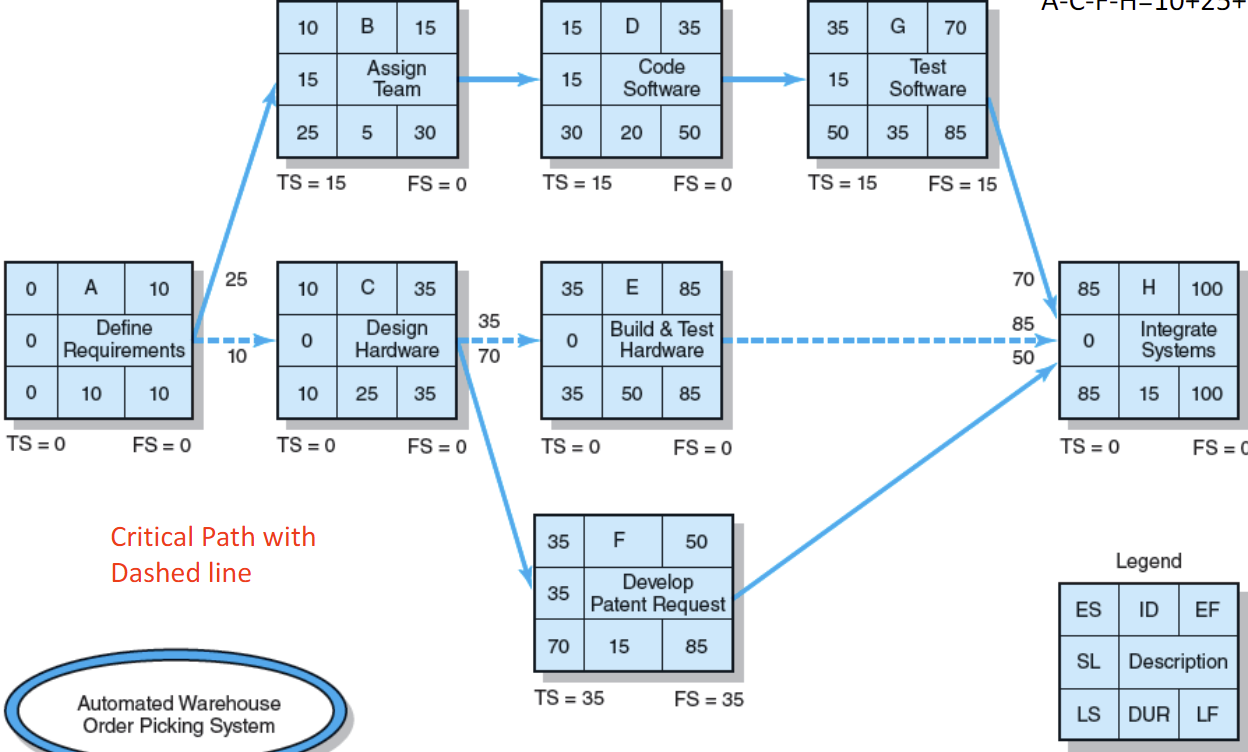 A-C-F-H=10+25+
10 B 15
15 Assign
Team
25 5 30
TS = 15 FS = 0
15 D 35
15 Code
Software
30 20 50
TS = 15 FS = 0
35 G 70
15 Test
Software
50 35 85
TS = 15 FS = 15
0 A 10
0 Define
Requirements
0 10 10
TS = 0 FS = 0
25
10
10 C 35
0 Design
Hardware
10 25 35
TS = 0 FS = 0
35
70
35 E 85
0 Build & Test
Hardware
35 50 85
TS = 0 FS = 0
70
85
50
85 H 100
0 Integrate
Systems
85 15 100
TS = 0 FS = 0
35 F 50
35 Develop
Patent Request
70 15 85
TS = 35 FS = 35
Critical Path with
Dashed line
Automated Warehouse
Order Picking System
Legend
ES ID EF
SL Description
LS DUR LF